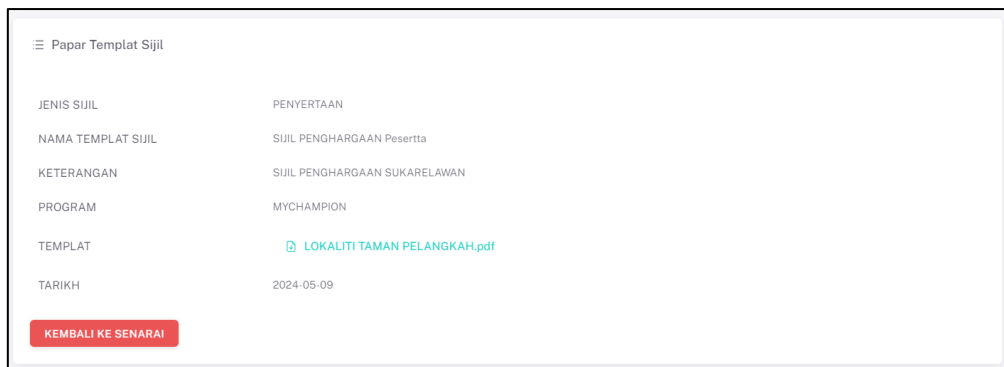 Papar Templat Sijil
JENIS SIJIL PENYERTAAN
NAMA TEMPLAT SIJIL SIJIL PENGHARGAAN Pesertta
KETERANGAN SIJIL PENGHARGAAN SUKARELAWAN
PROGRAM MYCHAMPION
TEMPLAT LOKALITI TAMAN PELANGKAH.pdf
TARIKH 2024-05-09
KEMBALI KE SENARAI